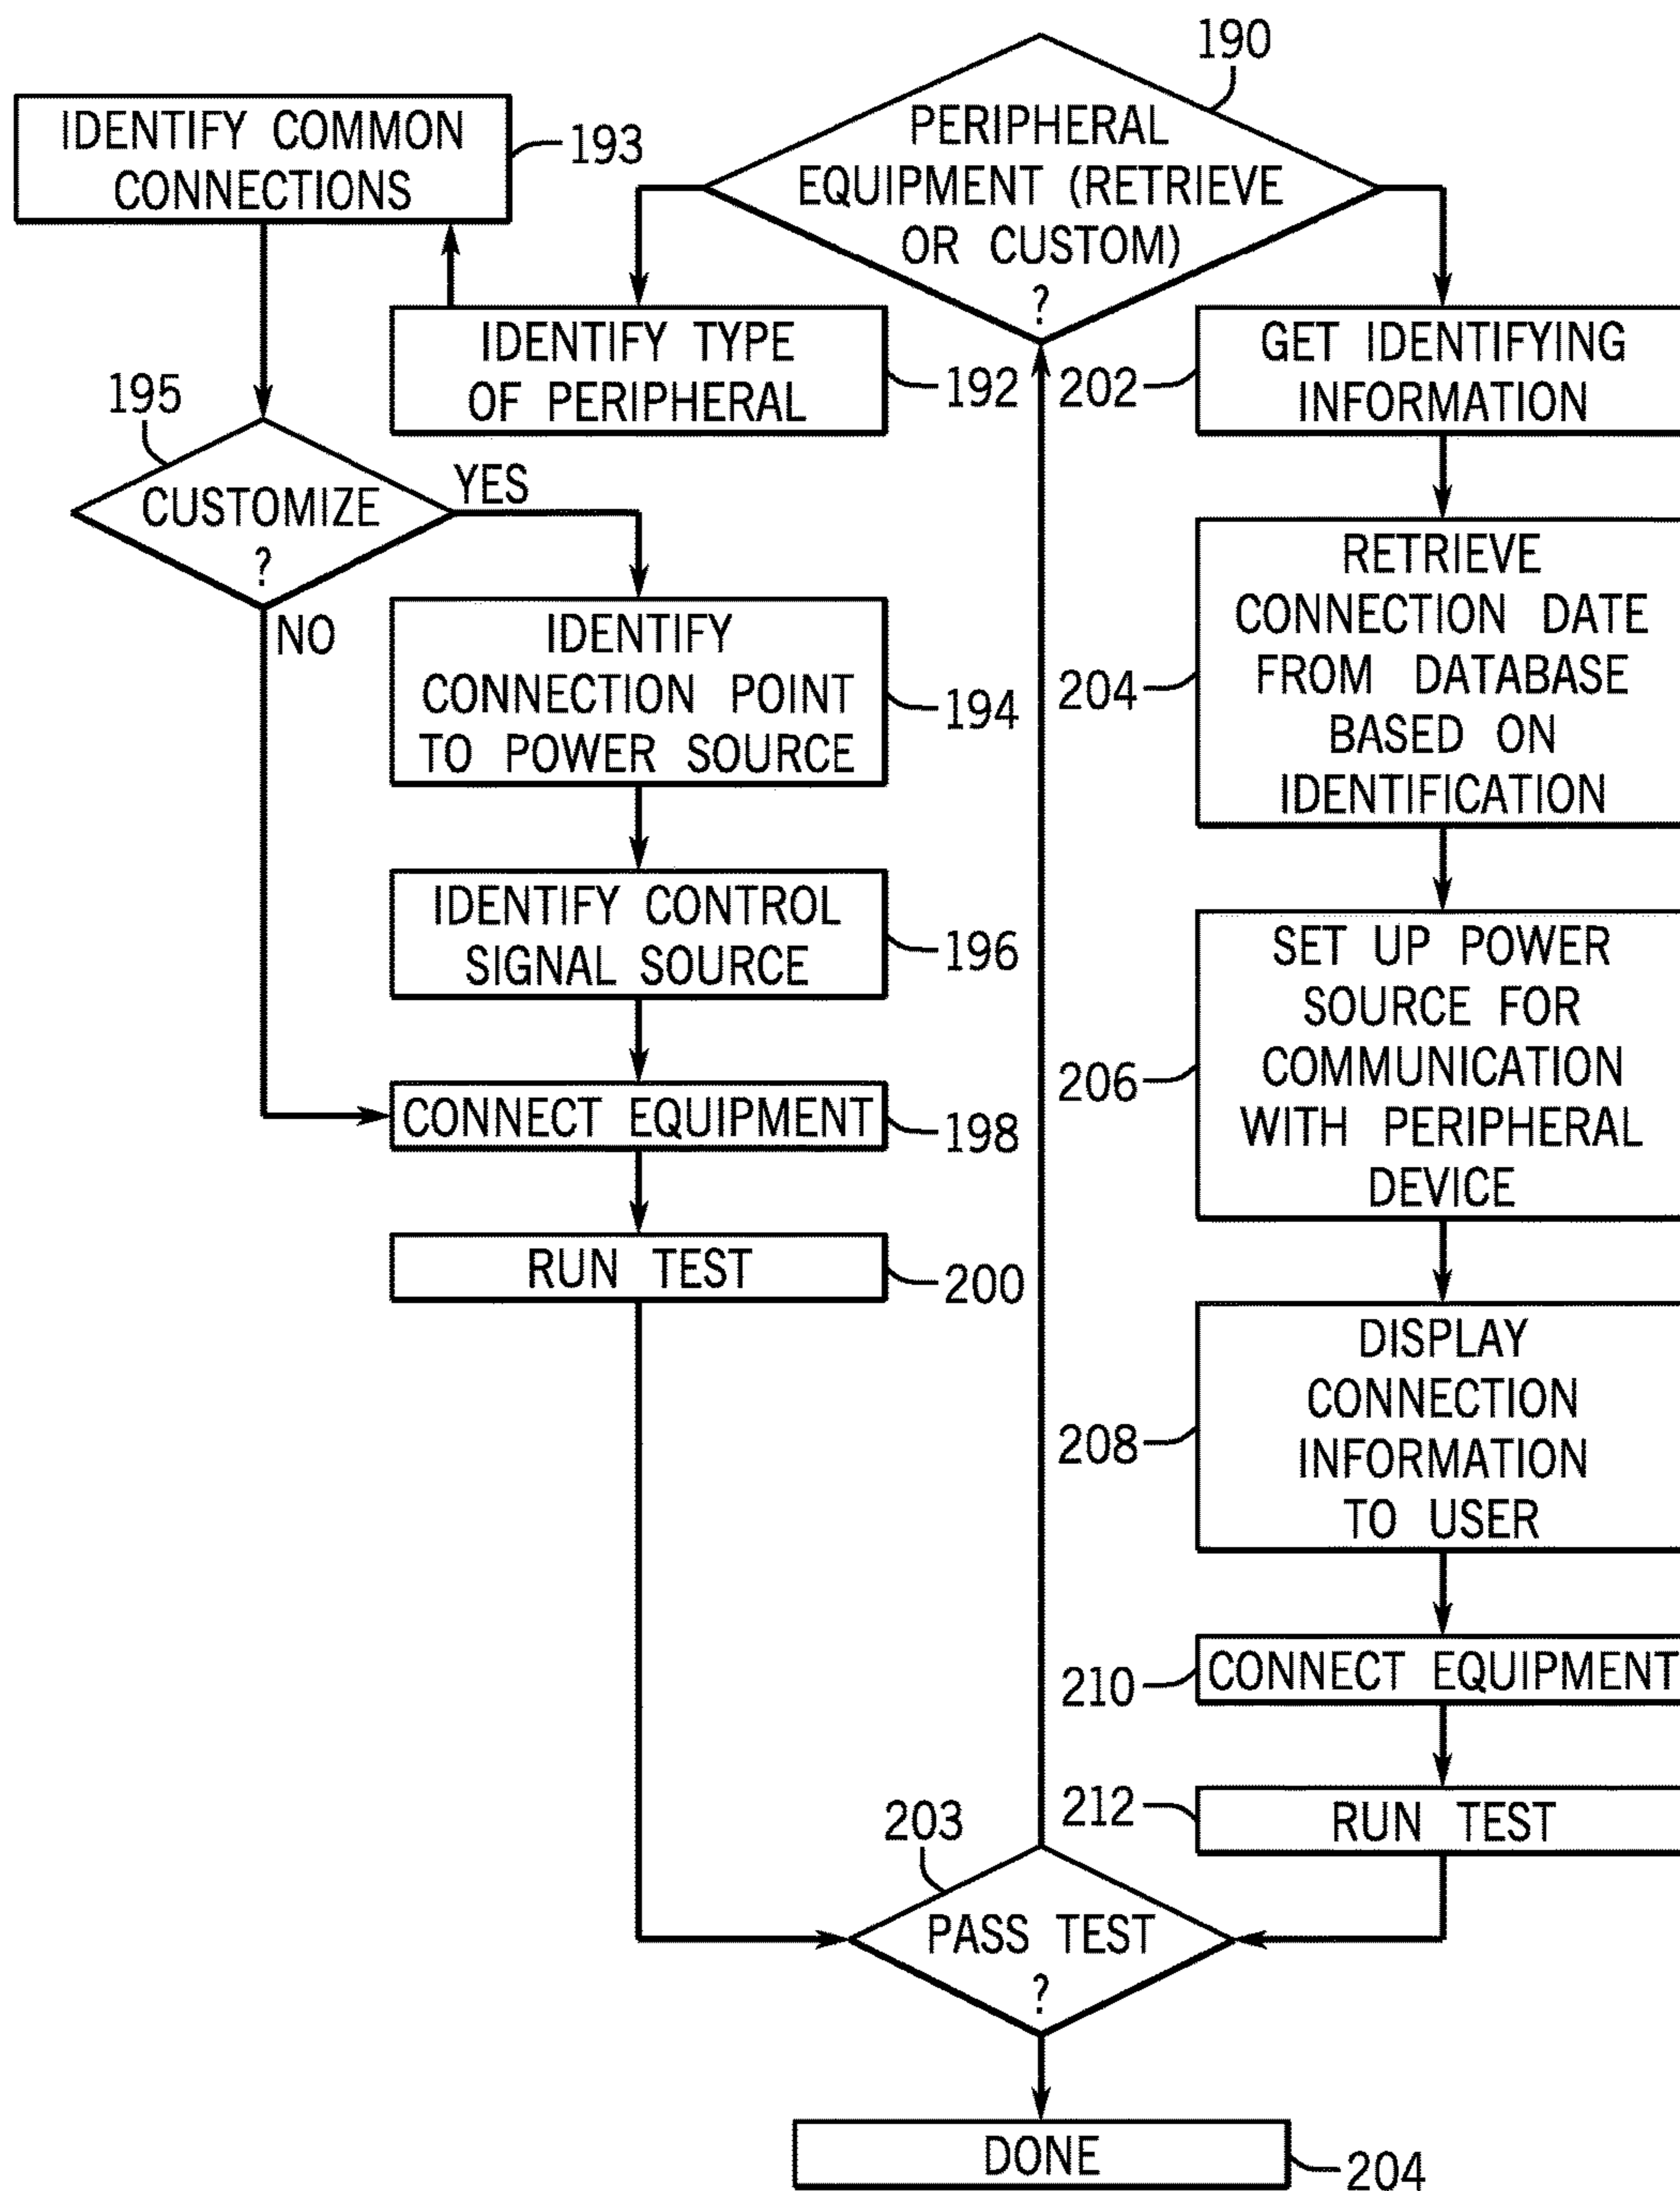 190
PERIPHERAL
EQUIPMENT (RETRIEVE
OR CUSTOM)
?
IDENTIFY COMMON
CONNECTIONS
193
IDENTIFY TYPE
OF PERIPHERAL
192
195
CUSTOMIZE
?
YES
NO
IDENTIFY
CONNECTION POINT
TO POWER SOURCE
194
IDENTIFY CONTROL
SIGNAL SOURCE
196
CONNECT EQUIPMENT
198
RUN TEST
200
202
GET IDENTIFYING
INFORMATION
204
RETRIEVE
CONNECTION DATE
FROM DATABASE
BASED ON
IDENTIFICATION
206
SET UP POWER
SOURCE FOR
COMMUNICATION
WITH PERIPHERAL
DEVICE
208
DISPLAY
CONNECTION
INFORMATION
TO USER
210
CONNECT EQUIPMENT
212
RUN TEST
203
PASS TEST
?
DONE
204